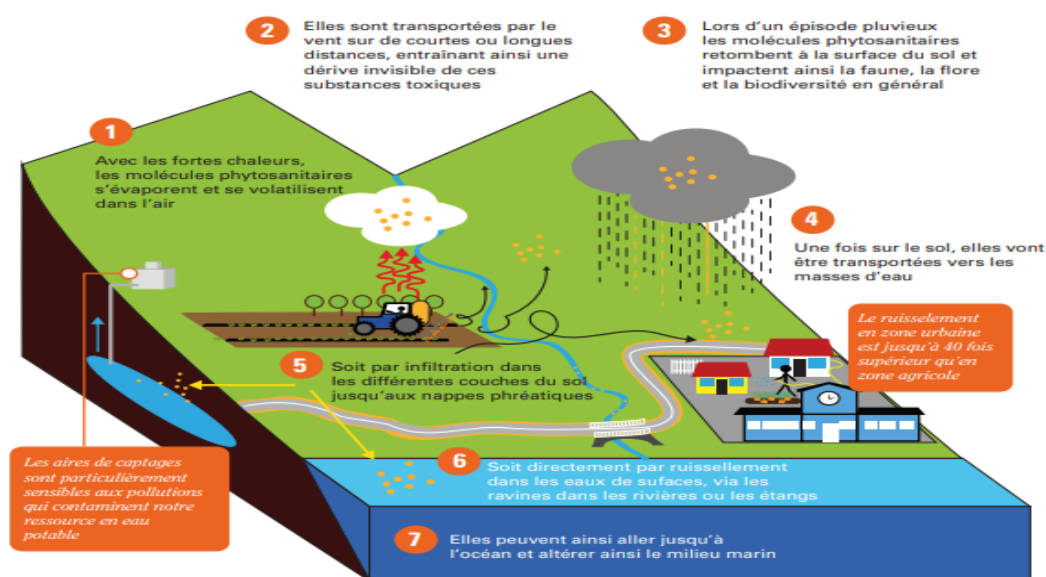 1
Avec les fortes chaleurs,
les molécules phytosanitaires
s'évaporent et se volatilisent
dans l'air
2
Elles sont transportées par le
vent sur de courtes ou longues
distances, entraînant ainsi une
dérive invisible de ces
substances toxiques
3
Lors d'un épisode pluvieux
les molécules phytosanitaires
retombent à la surface du sol et
impactent ainsi la faune, la flore
et la biodiversité en général
4
Une fois sur le sol, elles vont
être transportées vers les
masses d'eau
Le ruisselement
en zone urbaine
est jusqu'à 40 fois
supérieur qu'en
zone agricole
5
Soit par infiltration dans
les différentes couches du sol
jusqu'aux nappes phréatiques
Les aires de captages
sont particulièrement
sensibles aux pollutions
qui contaminent notre
ressource en eau
potable
6
Soit directement par ruissellement
dans les eaux de sufaces, via les
ravines dans les rivières ou les étangs
7
Elles peuvent ainsi aller jusqu'à
l'océan et altérer ainsi le milieu marin